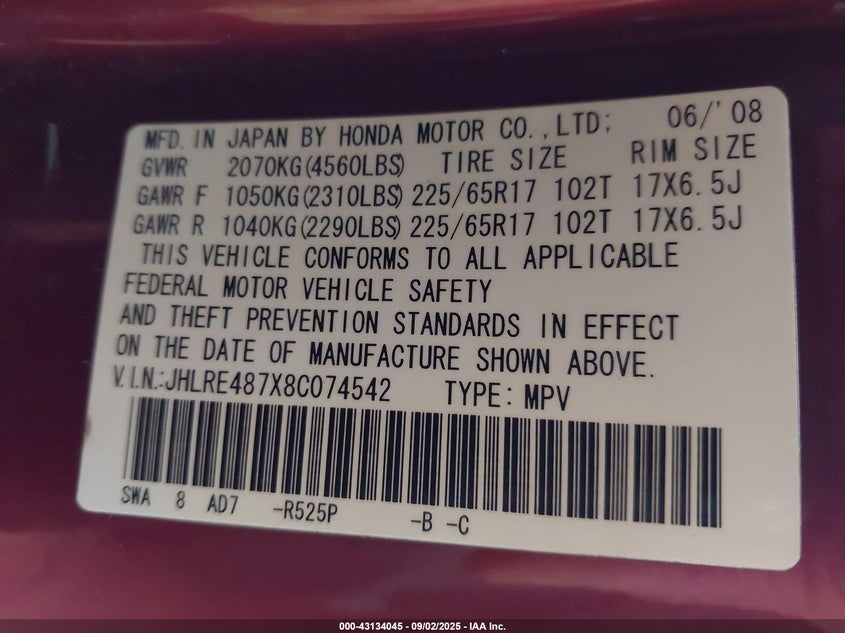 MFD. IN JAPAN BY HONDA MOTOR CO.,LTD; 06/'08
GVWR 2070KG(4560LBS) TIRE SIZE RIM SIZE
GAWR F 1050KG(2310LBS) 225/65R17 102T 17X6.5J
GAWR R 1040KG(2290LBS) 225/65R17 102T 17X6.5J
THIS VEHICLE CONFORMS TO ALL APPLICABLE
FEDERAL MOTOR VEHICLE SAFETY
AND THEFT PREVENTION STANDARDS IN EFFECT
ON THE DATE OF MANUFACTURE SHOWN ABOVE.
V.I.N.:JHLRE487X8C074542 TYPE: MPV
SWA 8 AD7 -R525P -B -C
000-43134045 - 09/02/2025 - IAA Inc.